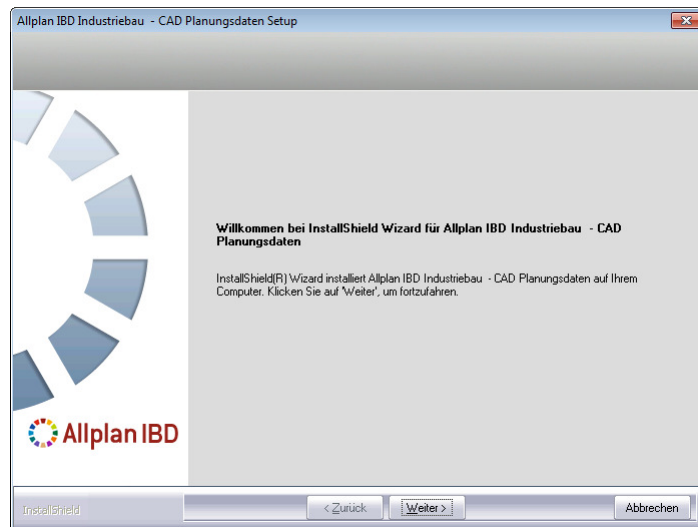 Allplan IBD Industriebau - CAD Planungsdaten Setup
Willkommen bei InstallShield Wizard für Allplan IBD Industriebau - CAD
Planungsdaten
InstallShield(R) Wizard installiert Allplan IBD Industriebau - CAD Planungsdaten auf Ihrem
Computer. Klicken Sie auf 'Weiter', um fortzufahren.
Allplan IBD
InstallShield
< Zurück
Weiter >
Abbrechen